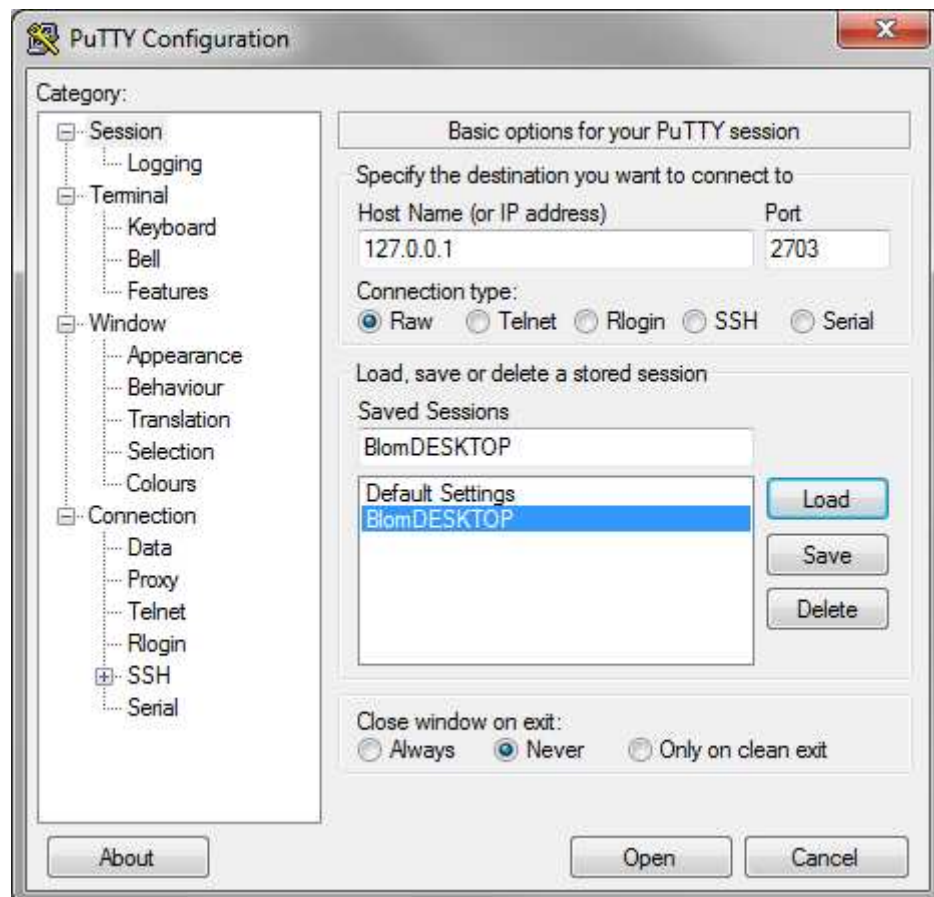 PuTTY Configuration
Category:
Session
Logging
Terminal
Keyboard
Bell
Features
Window
Appearance
Behaviour
Translation
Selection
Colours
Connection
Data
Proxy
Telnet
Rlogin
SSH
Serial
Basic options for your PuTTY session
Specify the destination you want to connect to
Host Name (or IP address) Port
127.0.0.1 2703
Connection type:
Raw Telnet Rlogin SSH Serial
Load, save or delete a stored session
Saved Sessions
BlomDESKTOP
Default Settings
BlomDESKTOP
Load
Save
Delete
Close window on exit:
Always Never Only on clean exit
About Open Cancel